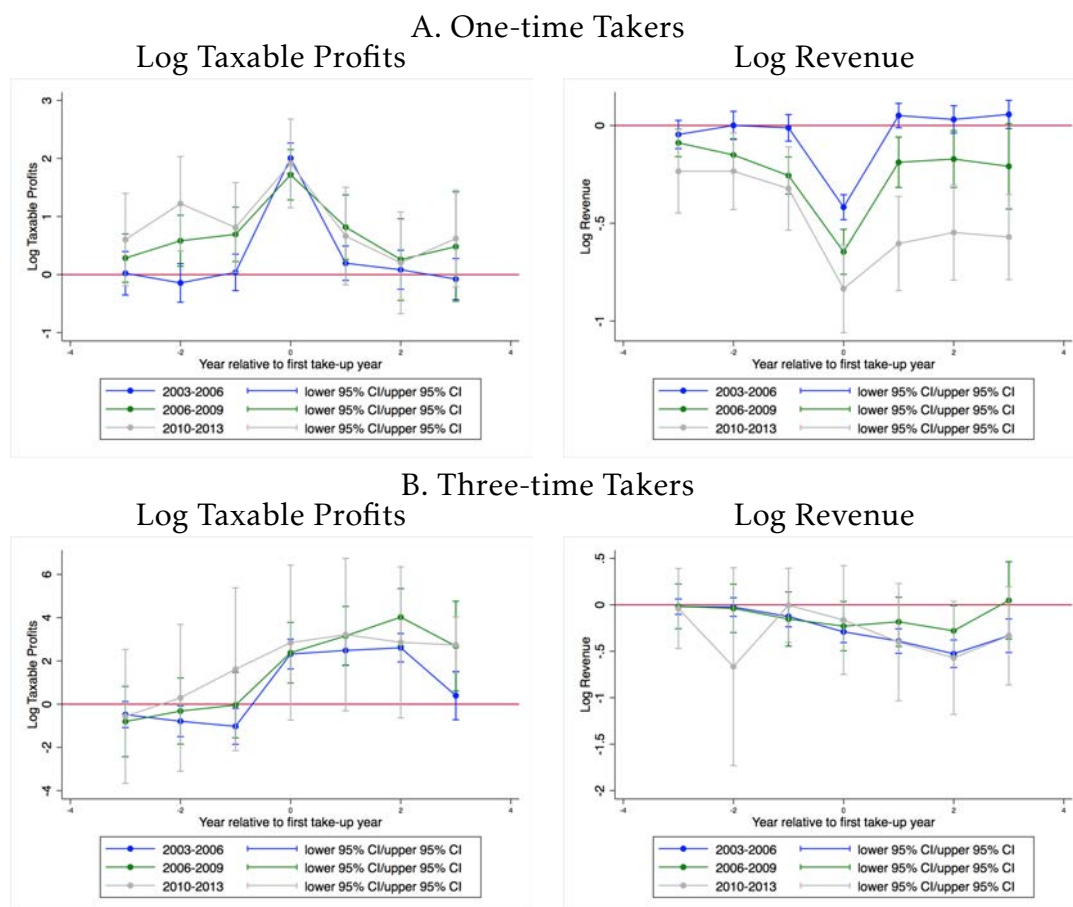 A. One-time Takers
Log Taxable Profits
Log Revenue
3
2
1
0
-1
Log Taxable Profits
-4
-2
0
2
4
Year relative to first take-up year
2003-2006
lower 95% CI/upper 95% CI
2006-2009
lower 95% CI/upper 95% CI
2010-2013
lower 95% CI/upper 95% CI
0
-.5
-1
Log Revenue
-4
-2
0
2
4
Year relative to first take-up year
2003-2006
lower 95% CI/upper 95% CI
2006-2009
lower 95% CI/upper 95% CI
2010-2013
lower 95% CI/upper 95% CI
B. Three-time Takers
Log Taxable Profits
Log Revenue
6
4
2
0
-2
-4
Log Taxable Profits
-4
-2
0
2
4
Year relative to first take-up year
2003-2006
lower 95% CI/upper 95% CI
2006-2009
lower 95% CI/upper 95% CI
2010-2013
lower 95% CI/upper 95% CI
.5
0
-.5
-1
-1.5
-2
Log Revenue
-4
-2
0
2
4
Year relative to first take-up year
2003-2006
lower 95% CI/upper 95% CI
2006-2009
lower 95% CI/upper 95% CI
2010-2013
lower 95% CI/upper 95% CI